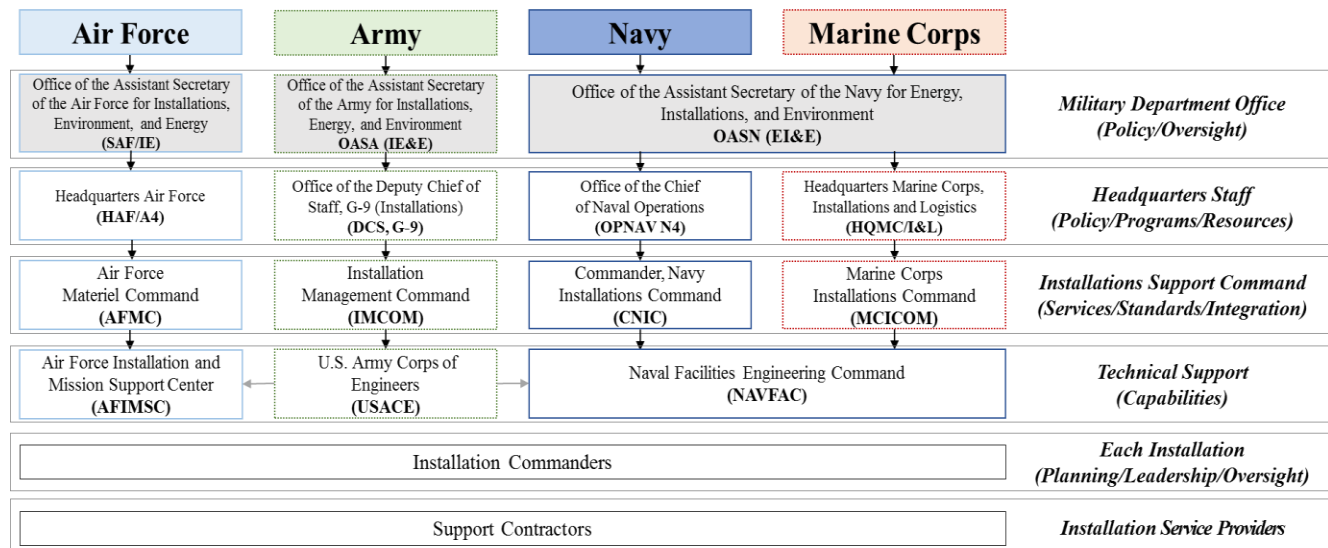 Air Force
Army
Navy
Marine Corps
Office of the Assistant Secretary
of the Air Force for Installations,
Environment, and Energy
(SAF/IE)
Office of the Assistant Secretary
of the Army for Installations,
Energy, and Environment
OASA (IE&E)
Office of the Assistant Secretary of the Navy for Energy,
Installations, and Environment
OASN (EI&E)
Military Department Office
(Policy/Oversight)
Headquarters Air Force
(HAF/A4)
Office of the Deputy Chief of
Staff, G-9 (Installations)
(DCS, G-9)
Office of the Chief
of Naval Operations
(OPNAV N4)
Headquarters Marine Corps,
Installations and Logistics
(HQMC/I&L)
Headquarters Staff
(Policy/Programs/Resources)
Air Force
Materiel Command
(AFMC)
Installation
Management Command
(IMCOM)
Commander, Navy
Installations Command
(CNIC)
Marine Corps
Installations Command
(MCICOM)
Installations Support Command
(Services/Standards/Integration)
Air Force Installation and
Mission Support Center
(AFIMSC)
U.S. Army Corps of
Engineers
(USACE)
Naval Facilities Engineering Command
(NAVFAC)
Technical Support
(Capabilities)
Installation Commanders
Each Installation
(Planning/Leadership/Oversight)
Support Contractors
Installation Service Providers